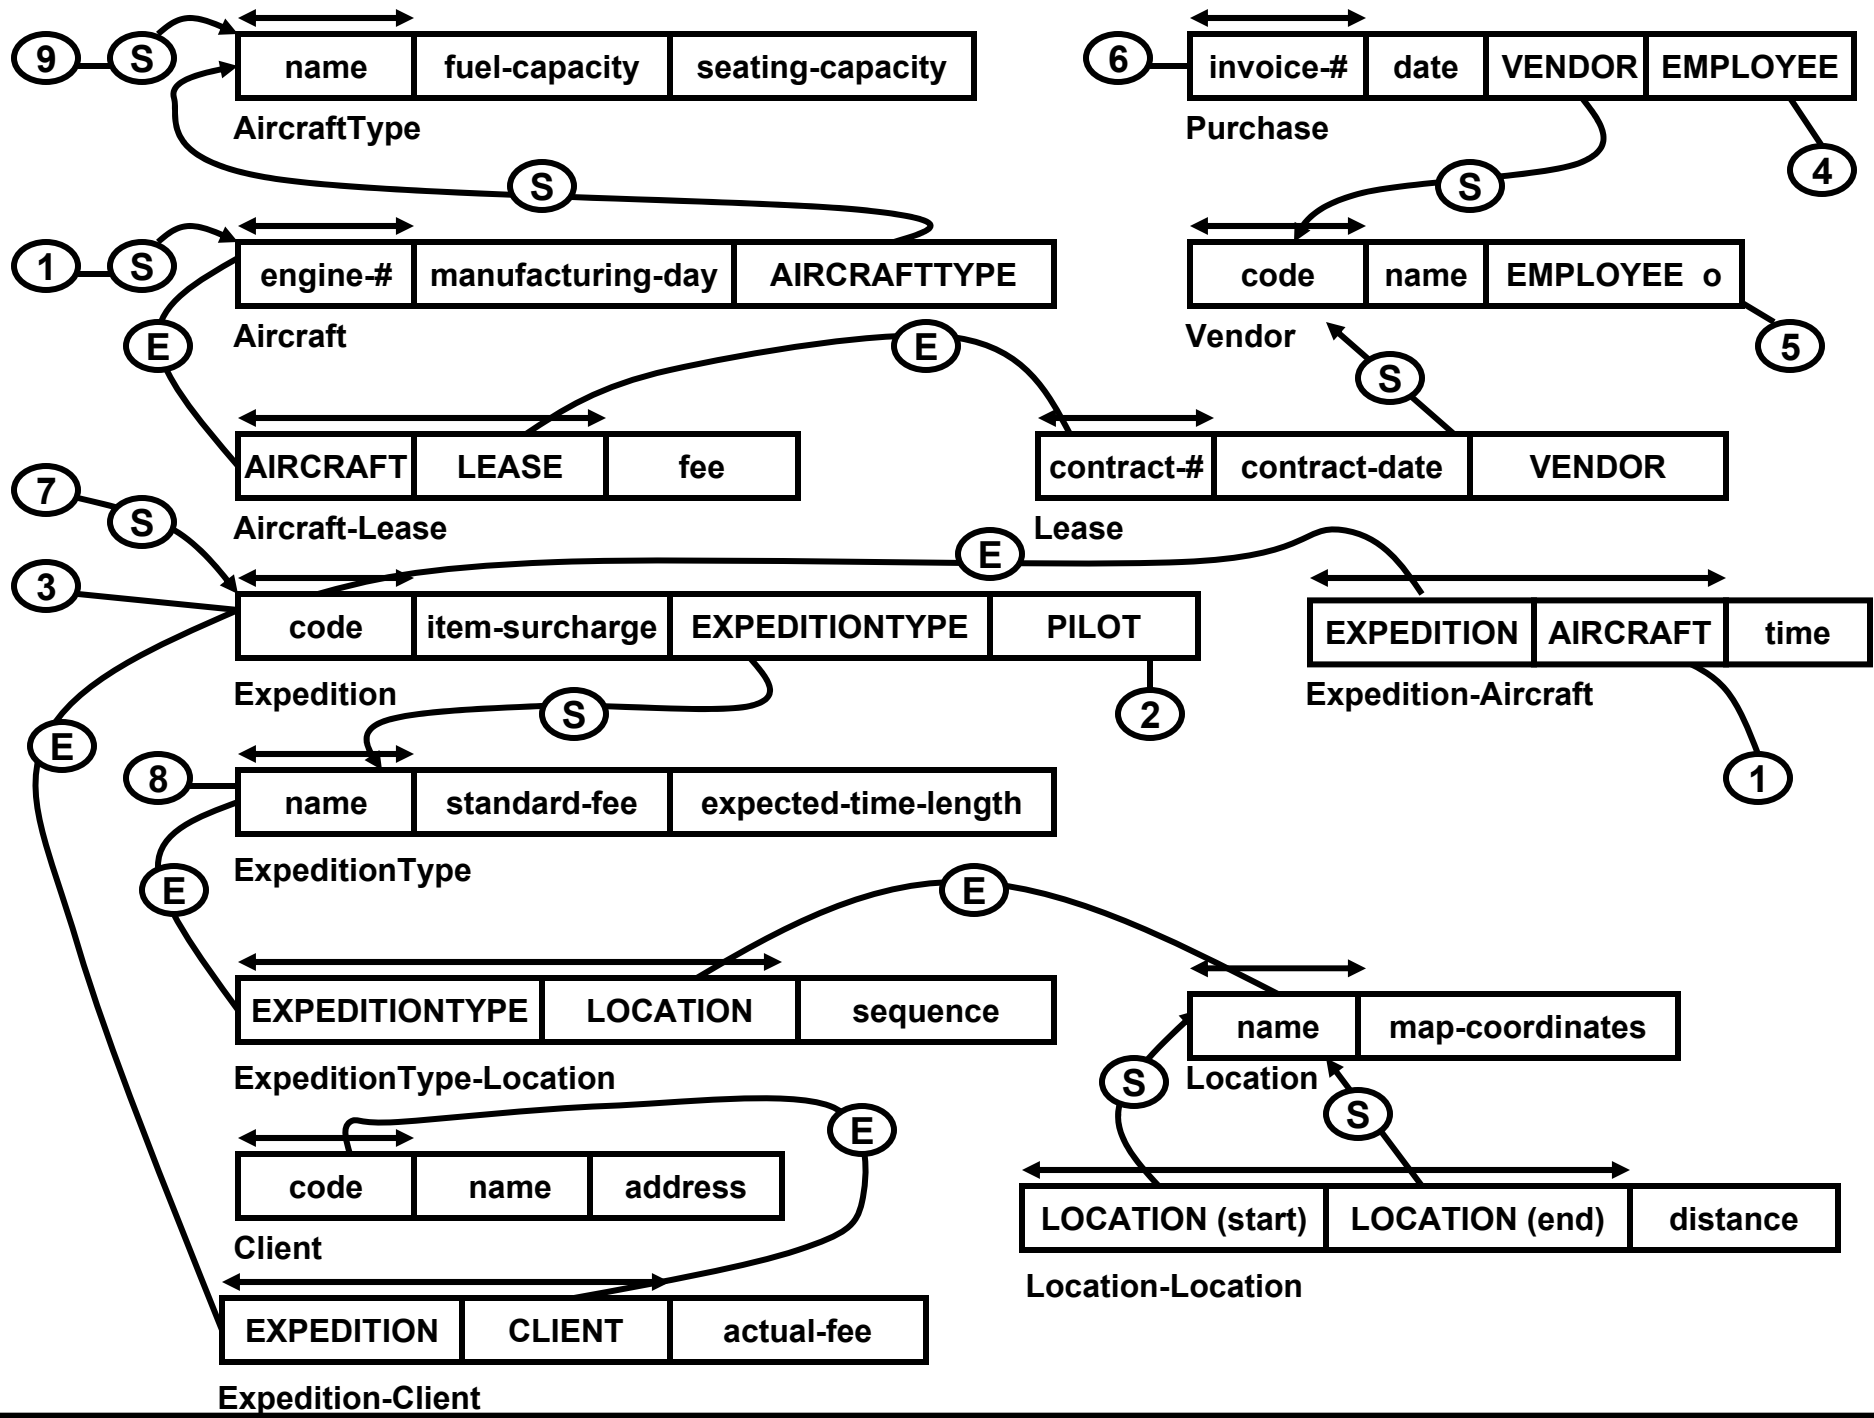 9 S name fuel-capacity seating-capacity
AircraftType
6 invoice-# date VENDOR EMPLOYEE
Purchase
4
S
S
1 S engine-# manufacturing-day AIRCRAFTTYPE
Aircraft
code name EMPLOYEE o
Vendor
5
E
E
S
AIRCRAFT LEASE fee
Aircraft-Lease
contract-# contract-date VENDOR
Lease
7
S
E
3
code item-surcharge EXPEDITIONTYPE PILOT
Expedition
EXPEDITION AIRCRAFT time
Expedition-Aircraft
S
2
E
8
1
name standard-fee expected-time-length
ExpeditionType
E
E
EXPEDITIONTYPE LOCATION sequence
ExpeditionType-Location
name map-coordinates
Location
S
S
E
code name address
Client
LOCATION (start) LOCATION (end) distance
Location-Location
EXPEDITION CLIENT actual-fee
Expedition-Client